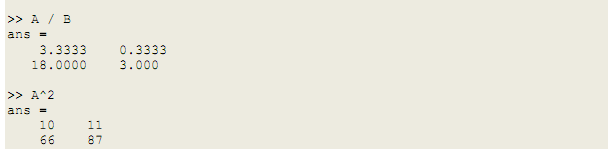 >> A / B
ans =
3.3333 0.3333
18.0000 3.000
>> A^2
ans =
10 11
66 87